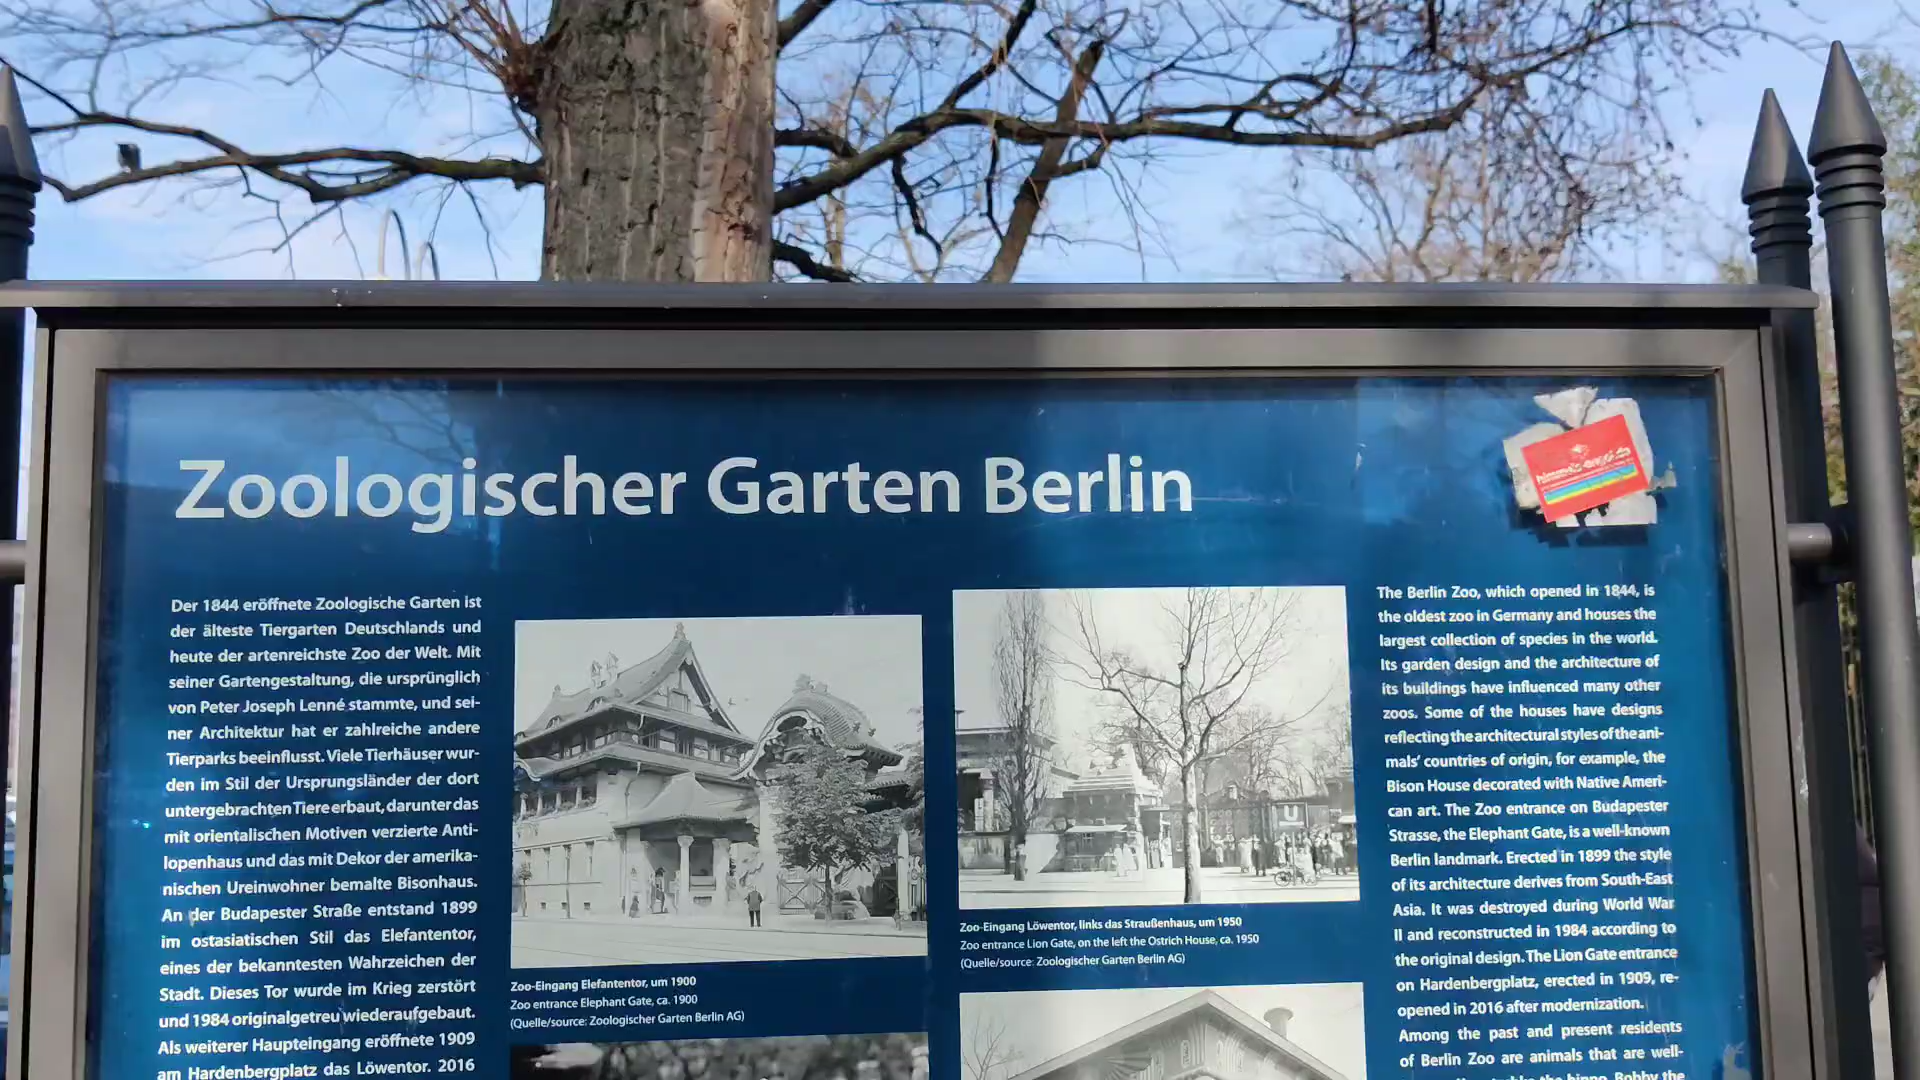 Zoologischer Garten Berlin
Der 1844 eröffnete Zoologische Garten ist
der älteste Tiergarten Deutschlands und
heute der artenreichste Zoo der Welt. Mit
seiner Gartengestaltung, die ursprünglich
von Peter Joseph Lenné stammte, und sei-
ner Architektur hat er zahlreiche andere
Tierparks beeinflusst. Viele Tierhäuser wur-
den im Stil der Ursprungsländer der dort
untergebrachten Tiere erbaut, darunter das
mit orientalischen Motiven verzierte Anti-
lopenhaus und das mit Dekor der amerika-
nischen Ureinwohner bemalte Bisonhaus.
An der Budapester Straße entstand 1899
im ostasiatischen Stil das Elefantentor,
eines der bekanntesten Wahrzeichen der
Stadt. Dieses Tor wurde im Krieg zerstört
und 1984 originalgetreu wiederaufgebaut.
Als weiterer Haupteingang eröffnete 1909
am Hardenbergplatz das Löwentor. 2016
Zoo-Eingang Elefantentor, um 1900
Zoo entrance Elephant Gate, ca. 1900
(Quelle/source: Zoologischer Garten Berlin AG)
U
Zoo-Eingang Löwentor, links das Straußenhaus, um 1950
Zoo entrance Lion Gate, on the left the Ostrich House, ca. 1950
(Quelle/source: Zoologischer Garten Berlin AG)
The Berlin Zoo, which opened in 1844, is
the oldest zoo in Germany and houses the
largest collection of species in the world.
Its garden design and the architecture of
its buildings have influenced many other
zoos. Some of the houses have designs
reflecting the architectural styles of the ani-
mals' countries of origin, for example, the
Bison House decorated with Native Ameri-
can art. The Zoo entrance on Budapester
Strasse, the Elephant Gate, is a well-known
Berlin landmark. Erected in 1899 the style
of its architecture derives from South-East
Asia. It was destroyed during World War
II and reconstructed in 1984 according to
the original design. The Lion Gate entrance
on Hardenbergplatz, erected in 1909, re-
opened in 2016 after modernization.
Among the past and present residents
of Berlin Zoo are animals that are well-
the hippo, Bobby the